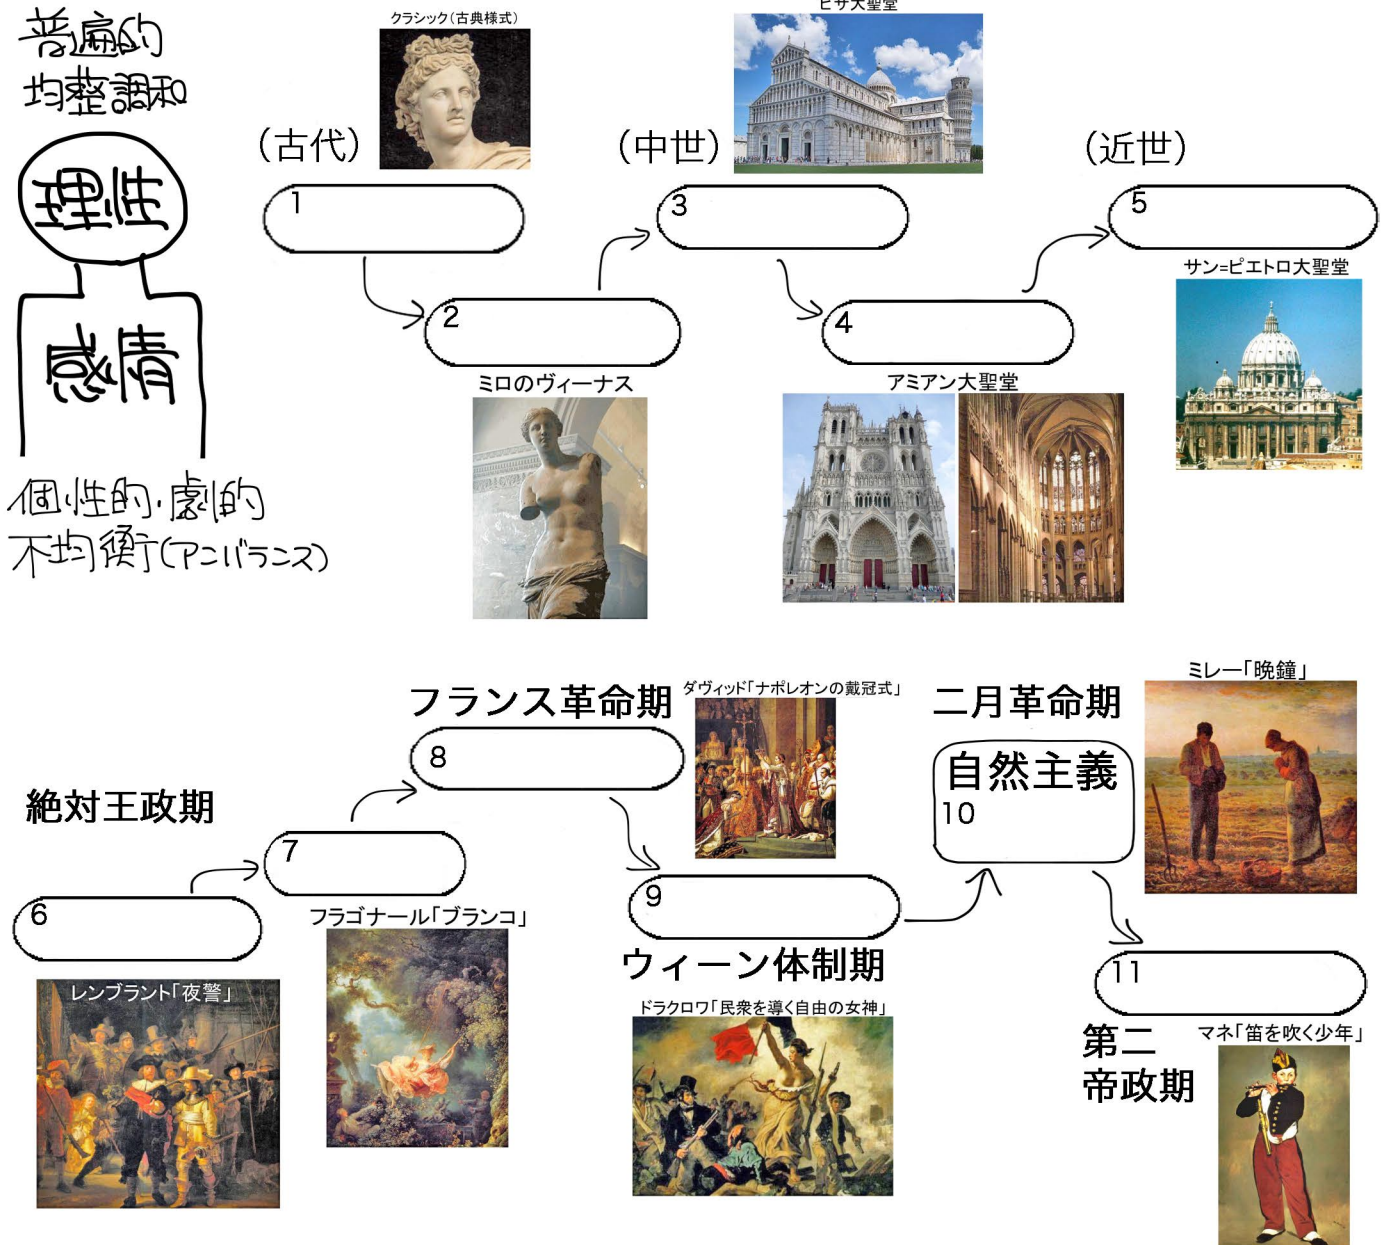 普遍的
均整調和
理性
感情
個性的・劇的
不均衡(アンバランス)
クラシック(古典様式)
(古代)
1
2
ミロのヴィーナス
ピサ大聖堂
(中世)
3
4
アミアン大聖堂
(近世)
5
サン=ピエトロ大聖堂
絶対王政期
6
レンブラント「夜警」
7
フラゴナール「ブランコ」
フランス革命期
8
ダヴィッド「ナポレオンの戴冠式」
9
ウィーン体制期
ドラクロワ「民衆を導く自由の女神」
二月革命期
自然主義
10
ミレー「晩鐘」
11
第二
帝政期
マネ「笛を吹く少年」